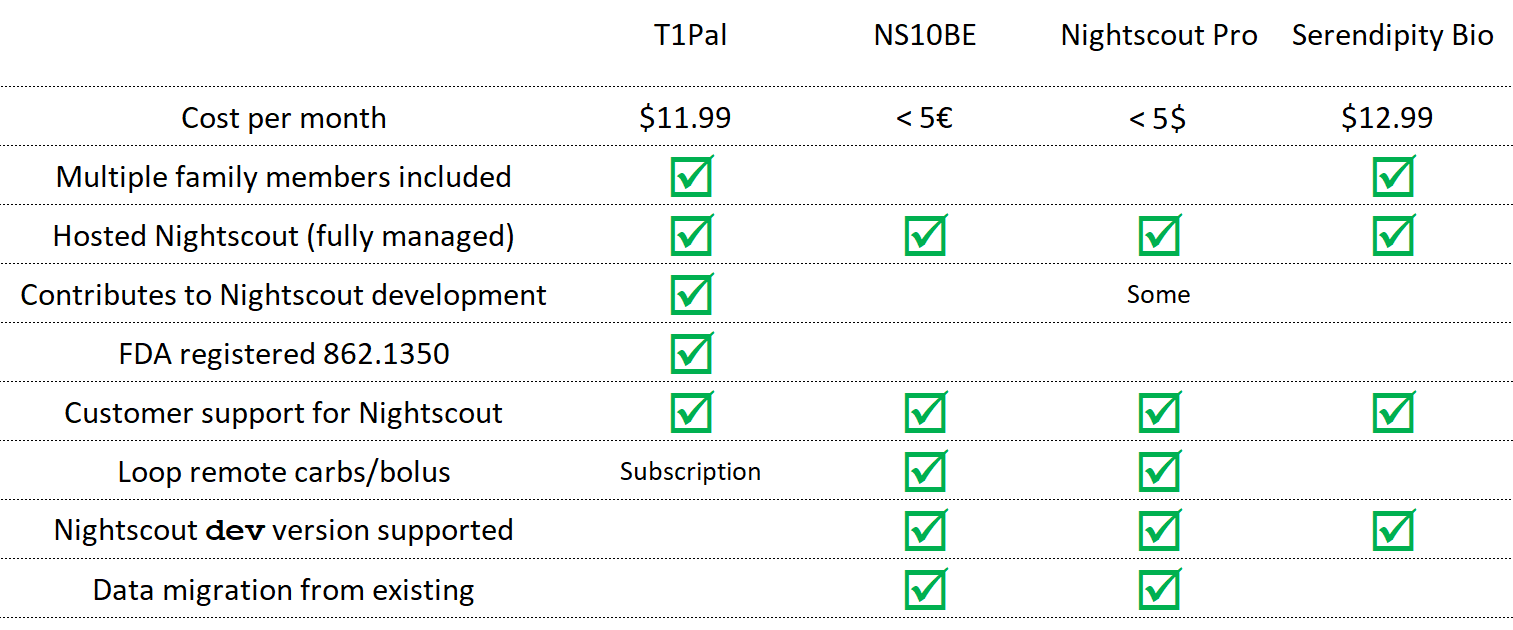 T1Pal NS10BE Nightscout Pro Serendipity Bio
Cost per month $11.99 < 5€ < 5$ $12.99
Multiple family members included
Hosted Nightscout (fully managed)
Contributes to Nightscout development Some
FDA registered 862.1350
Customer support for Nightscout
Loop remote carbs/bolus Subscription
Nightscout dev version supported
Data migration from existing